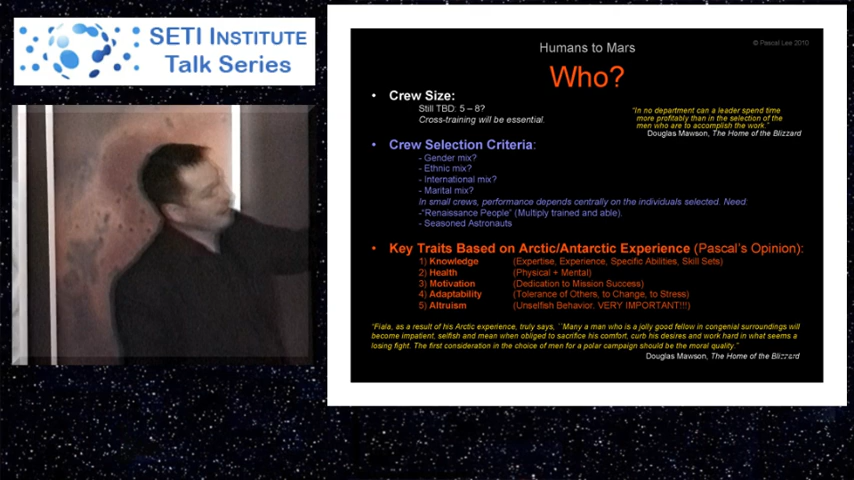 SETI INSTITUTE
Talk Series
Humans to Mars
© Pascal Lee 2010
Who?
• Crew Size:
Still TBD: 5 – 8?
Cross-training will be essential.
"In no department can a leader spend time
more profitably than in the selection of the
men who are to accomplish the work."
Douglas Mawson, The Home of the Blizzard
• Crew Selection Criteria:
- Gender mix?
- Ethnic mix?
- International mix?
- Marital mix?
In small crews, performance depends centrally on the individuals selected. Need:
-"Renaissance People" (Multiply trained and able).
- Seasoned Astronauts
• Key Traits Based on Arctic/Antarctic Experience (Pascal's Opinion):
1) Knowledge (Expertise, Experience, Specific Abilities, Skill Sets)
2) Health (Physical + Mental)
3) Motivation (Dedication to Mission Success)
4) Adaptability (Tolerance of Others, to Change, to Stress)
5) Altruism (Unselfish Behavior. VERY IMPORTANT!!!)
"Fiala, as a result of his Arctic experience, truly says, ``Many a man who is a jolly good fellow in congenial surroundings will
become impatient, selfish and mean when obliged to sacrifice his comfort, curb his desires and work hard in what seems a
losing fight. The first consideration in the choice of men for a polar campaign should be the moral quality."
Douglas Mawson, The Home of the Blizzard